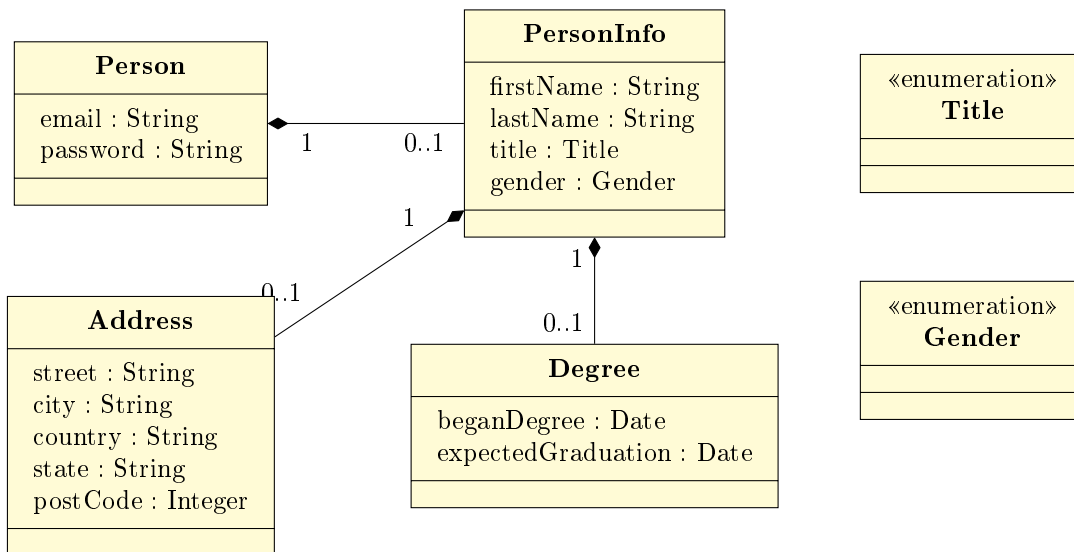 Person
email : String
password : String
1
0..1
PersonInfo
firstName : String
lastName : String
title : Title
gender : Gender
1
0..1
1
0..1
Address
street : String
city : String
country : String
state : String
postCode : Integer
Degree
beganDegree : Date
expectedGraduation : Date
«enumeration»
Title
«enumeration»
Gender